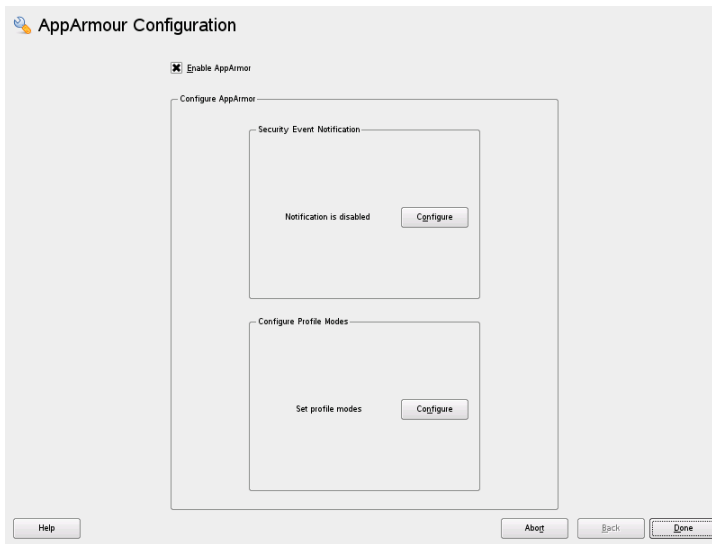 AppArmour Configuration
Enable AppArmor
Configure AppArmor
Security Event Notification
Notification is disabled
Configure
Configure Profile Modes
Set profile modes
Configure
Help
Abort
Back
Done